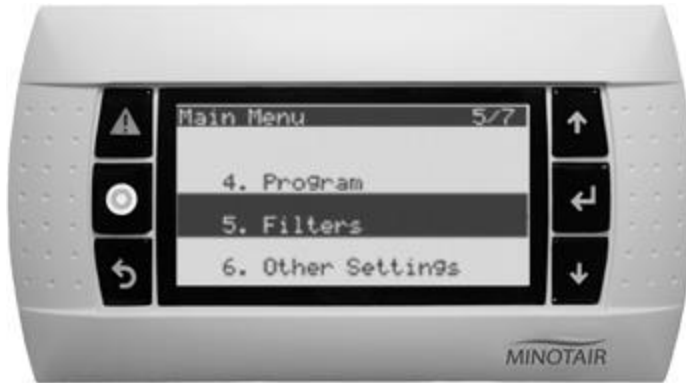 Main Menu 5/7
4. Program
5. Filters
6. Other Settings
MINOTAIR